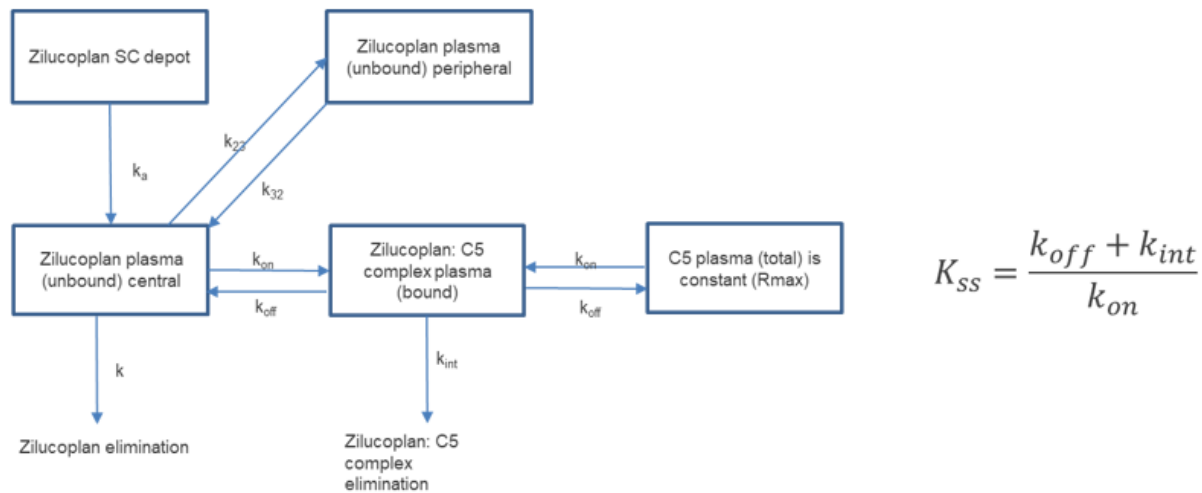 Zilucoplan SC depot
Zilucoplan plasma
(unbound) peripheral
k23
ka
k32
Zilucoplan plasma
(unbound) central
kon
koff
Zilucoplan: C5
complex plasma
(bound)
kon
koff
C5 plasma (total) is
constant (Rmax)
Kss = (koff + kint) / kon
k
kint
Zilucoplan elimination
Zilucoplan: C5
complex
elimination